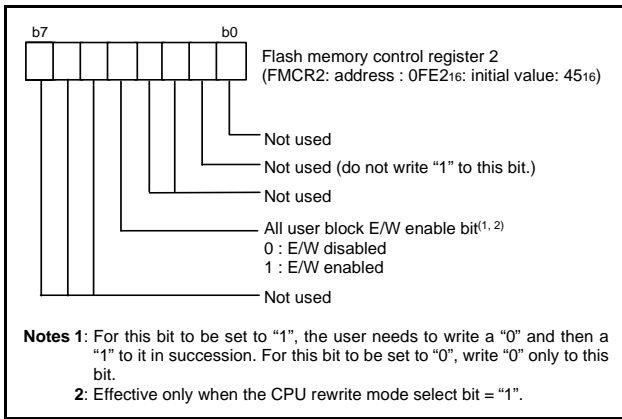 b7 b0
Flash memory control register 2
(FMCR2: address : 0FE216: initial value: 4516)
Not used
Not used (do not write “1” to this bit.)
Not used
All user block E/W enable bit(1, 2)
0 : E/W disabled
1 : E/W enabled
Not used
Notes 1: For this bit to be set to “1”, the user needs to write a “0” and then a
“1” to it in succession. For this bit to be set to “0”, write “0” only to this
bit.
2: Effective only when the CPU rewrite mode select bit = “1”.